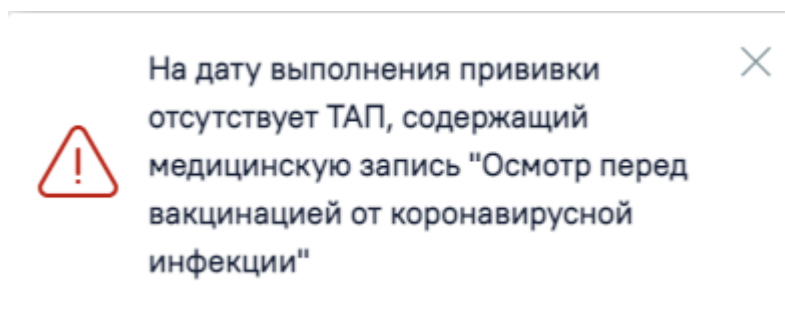 На дату выполнения прививки
отсутствует ТАП, содержащий
медицинскую запись "Осмотр перед
вакцинацией от коронавирусной
инфекции"